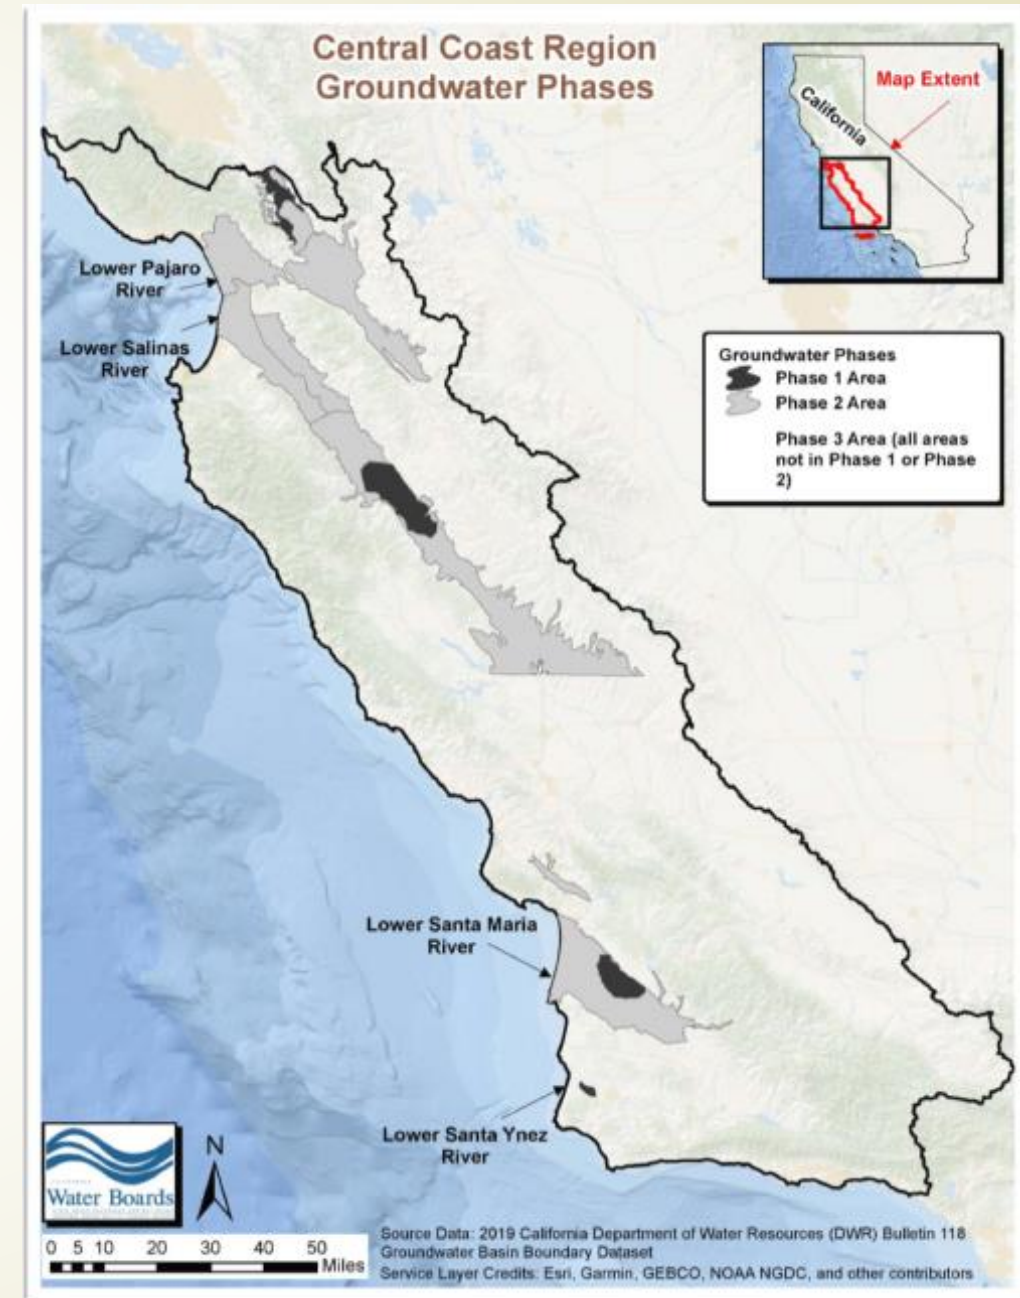 Central Coast Region
Groundwater Phases
Map Extent
California
Lower Pajaro
River
Lower Salinas
River
Groundwater Phases
Phase 1 Area
Phase 2 Area
Phase 3 Area (all areas
not in Phase 1 or Phase
2)
Lower Santa Maria
River
Lower Santa Ynez
River
Water Boards
N
0 5 10 20 30 40 50
Miles
Source Data: 2019 California Department of Water Resources (DWR) Bulletin 118
Groundwater Basin Boundary Dataset
Service Layer Credits: Esri, Garmin, GEBCO, NOAA NGDC, and other contributors